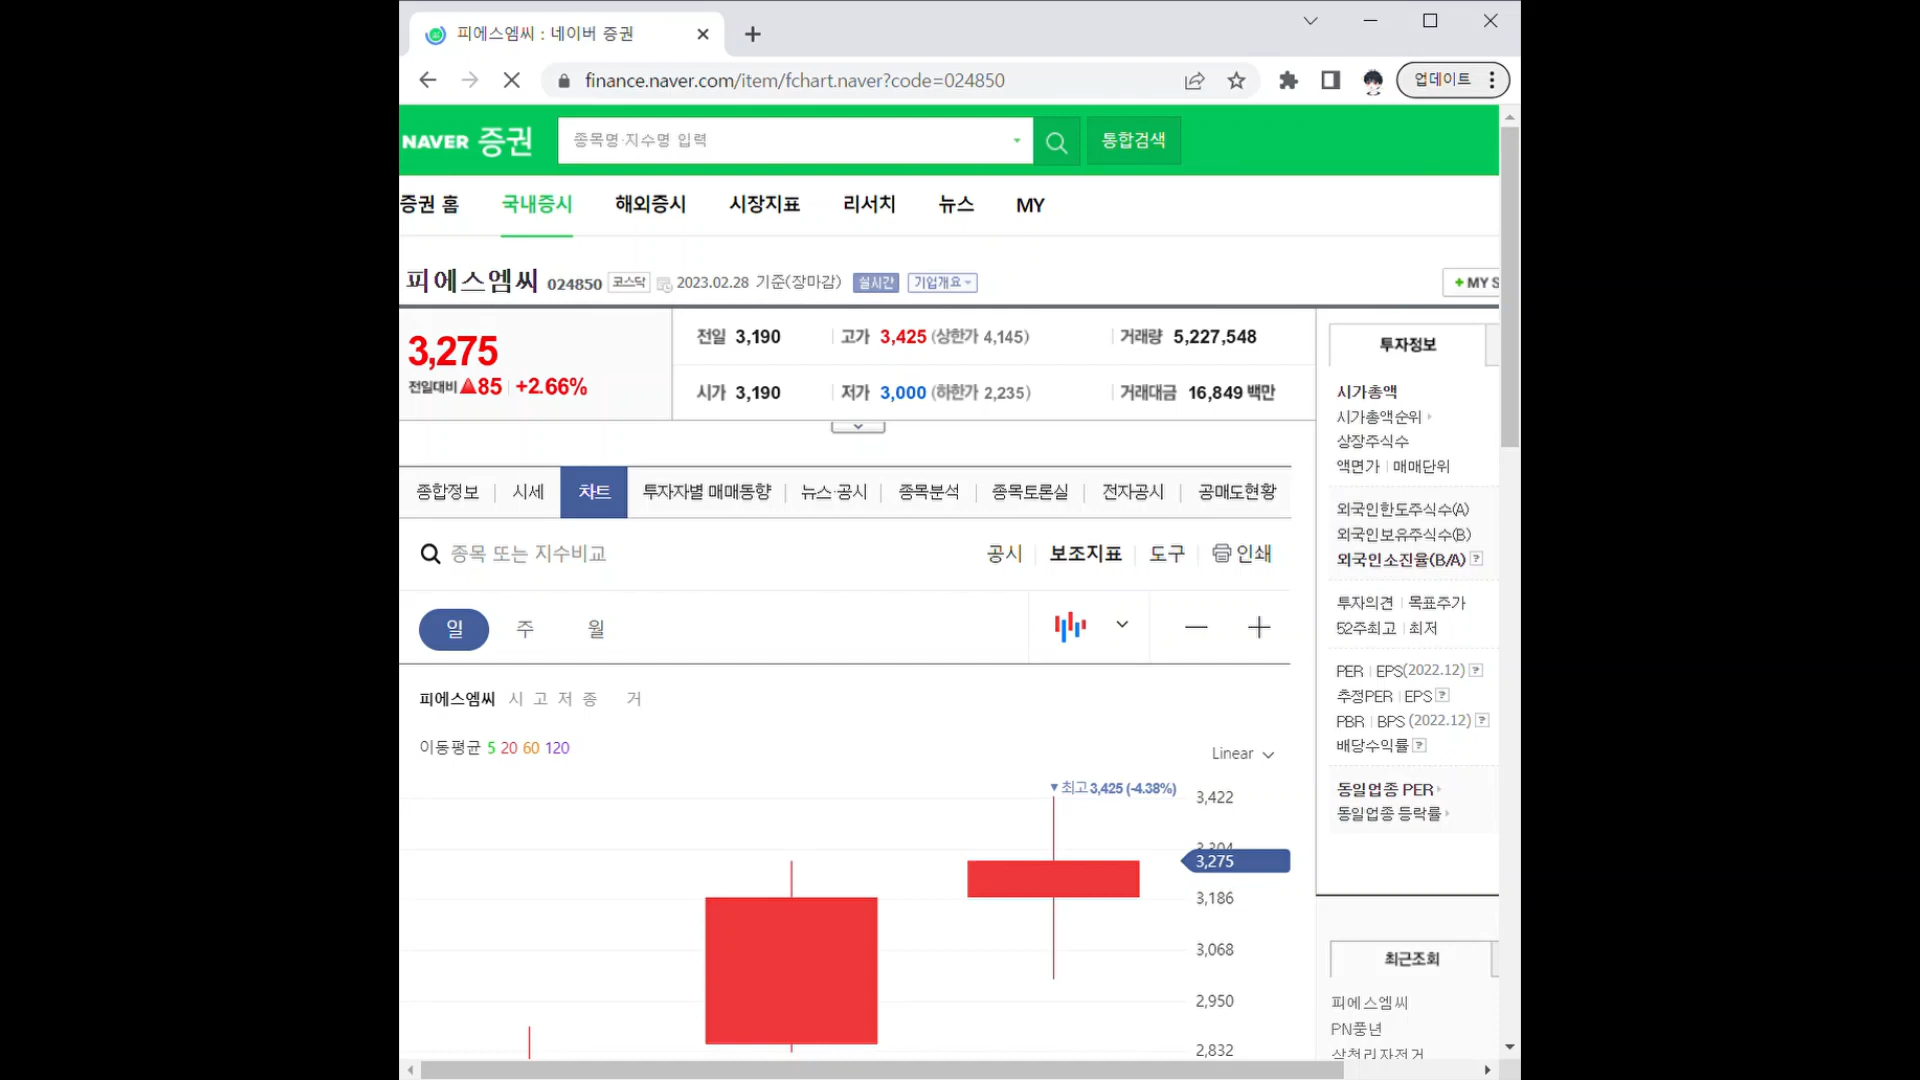 피에스엠씨 : 네이버 증권
finance.naver.com/item/fchart.naver?code=024850
업데이트
NAVER 증권
종목명·지수명 입력
통합검색
증권 홈 국내증시 해외증시 시장지표 리서치 뉴스 MY
피에스엠씨 024850 코스닥 2023.02.28 기준(장마감) 실시간 기업개요
+ MY S
3,275
전일대비 ▲85 +2.66%
전일 3,190 고가 3,425 (상한가 4,145) 거래량 5,227,548
시가 3,190 저가 3,000 (하한가 2,235) 거래대금 16,849 백만
종합정보 시세 차트 투자자별 매매동향 뉴스·공시 종목분석 종목토론실 전자공시 공매도현황
종목 또는 지수비교
공시 보조지표 도구 인쇄
일 주 월
피에스엠씨 시 고 저 종 거
이동평균 5 20 60 120
Linear
▼최고 3,425 (-4.38%)
3,422
3,304
3,275
3,186
3,068
2,950
2,832
투자정보
시가총액
시가총액순위
상장주식수
액면가 매매단위
외국인한도주식수(A)
외국인보유주식수(B)
외국인소진율(B/A) ?
투자의견 목표주가
52주최고 최저
PER EPS(2022.12) ?
추정PER EPS ?
PBR BPS (2022.12) ?
배당수익률 ?
동일업종 PER
동일업종 등락률
최근조회
피에스엠씨
PN풍년
삼천리자전거